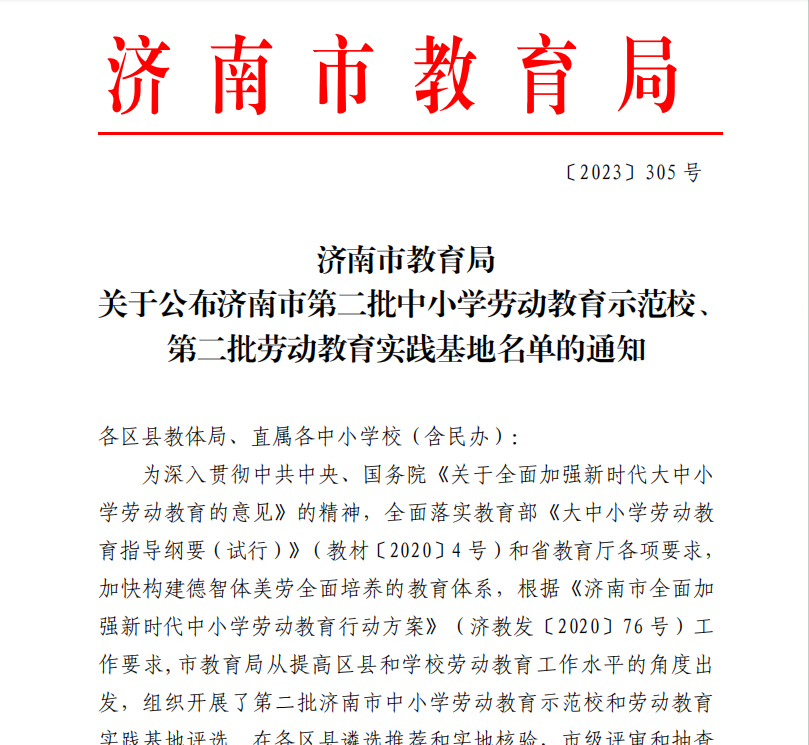 济南市教育局
〔2023〕305 号
济南市教育局
关于公布济南市第二批中小学劳动教育示范校、
第二批劳动教育实践基地名单的通知
各区县教体局、直属各中小学校（含民办）：
为深入贯彻中共中央、国务院《关于全面加强新时代大中小
学劳动教育的意见》的精神，全面落实教育部《大中小学劳动教
育指导纲要（试行）》（教材〔2020〕4 号）和省教育厅各项要求，
加快构建德智体美劳全面培养的教育体系，根据《济南市全面加
强新时代中小学劳动教育行动方案》（济教发〔2020〕76 号）工
作要求,市教育局从提高区县和学校劳动教育工作水平的角度出
发，组织开展了第二批济南市中小学劳动教育示范校和劳动教育
实践基地评选。在各区县遴选推荐和实地核验，市级评审和抽查